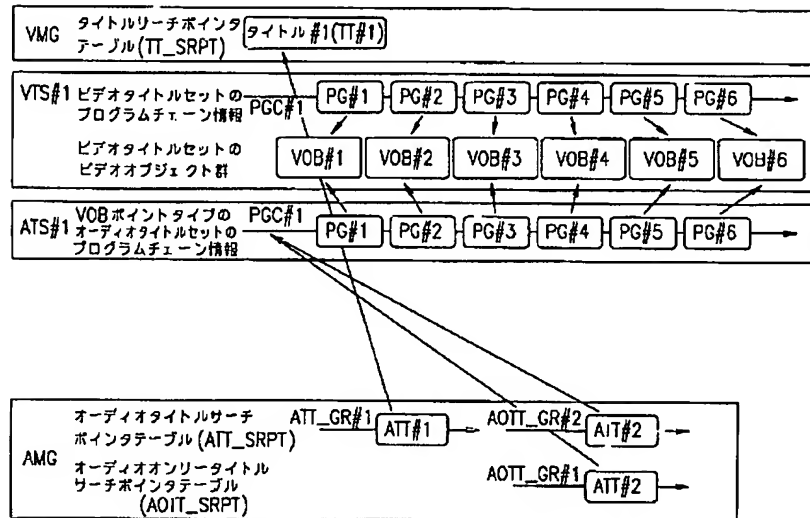 VMG
タイトルリーチポインタ
テーブル(TT_SRPT)
タイトル#1(TT#1)
VTS#1
ビデオタイトルセットの
プログラムチェーン情報
PGC#1
PG#1
PG#2
PG#3
PG#4
PG#5
PG#6
ビデオタイトルセットの
ビデオオブジェクト群
VOB#1
VOB#2
VOB#3
VOB#4
VOB#5
VOB#6
ATS#1
VOBポイントタイプの
オーディオタイトルセットの
プログラムチェーン情報
PGC#1
PG#1
PG#2
PG#3
PG#4
PG#5
PG#6
AMG
オーディオタイトルサーチ
ポインタテーブル(ATT_SRPT)
ATT_GR#1
ATT#1
AOTT_GR#2
ATT#2
オーディオオンリータイトル
サーチポインタテーブル
(AOTT_SRPT)
AOTT_GR#1
ATT#2